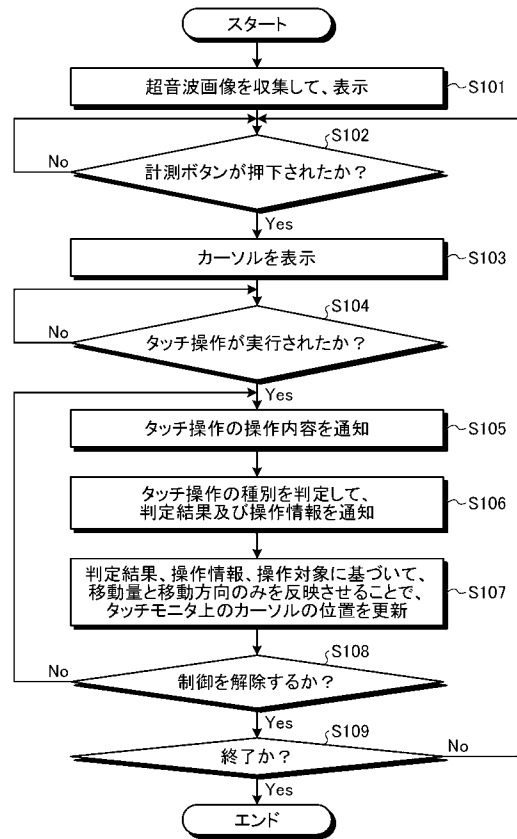 スタート
超音波画像を収集して、表示
S101
S102
No
計測ボタンが押下されたか？
Yes
カーソルを表示
S103
S104
No
タッチ操作が実行されたか？
Yes
タッチ操作の操作内容を通知
S105
タッチ操作の種別を判定して、
判定結果及び操作情報を通知
S106
判定結果、操作情報、操作対象に基づいて、
移動量と移動方向のみを反映させることで、
タッチモニタ上のカーソルの位置を更新
S107
S108
No
制御を解除するか？
Yes
S109
終了か？
No
Yes
エンド